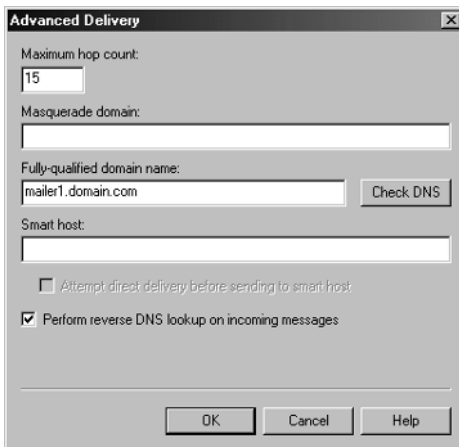 Advanced Delivery
Maximum hop count:
15
Masquerade domain:
Fully-qualified domain name:
mailer1.domain.com
Check DNS
Smart host:
Attempt direct delivery before sending to smart host
Perform reverse DNS lookup on incoming messages
OK Cancel Help